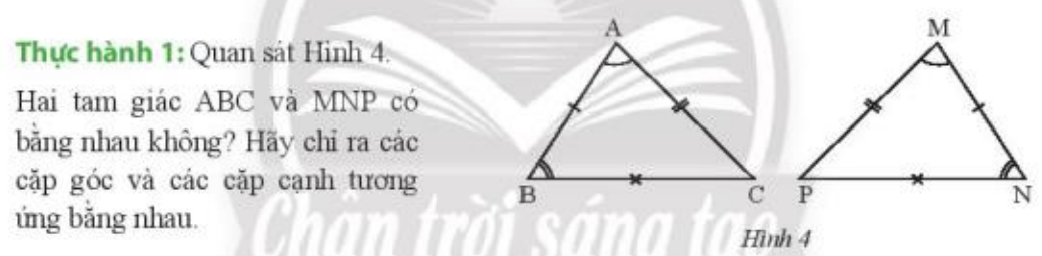 Thực hành 1: Quan sát Hình 4.
Hai tam giác ABC và MNP có
bằng nhau không? Hãy chỉ ra các
cặp góc và các cặp cạnh tương
ứng bằng nhau.
A
M
B
C
P
N
Hình 4
Chân trời sáng tạo